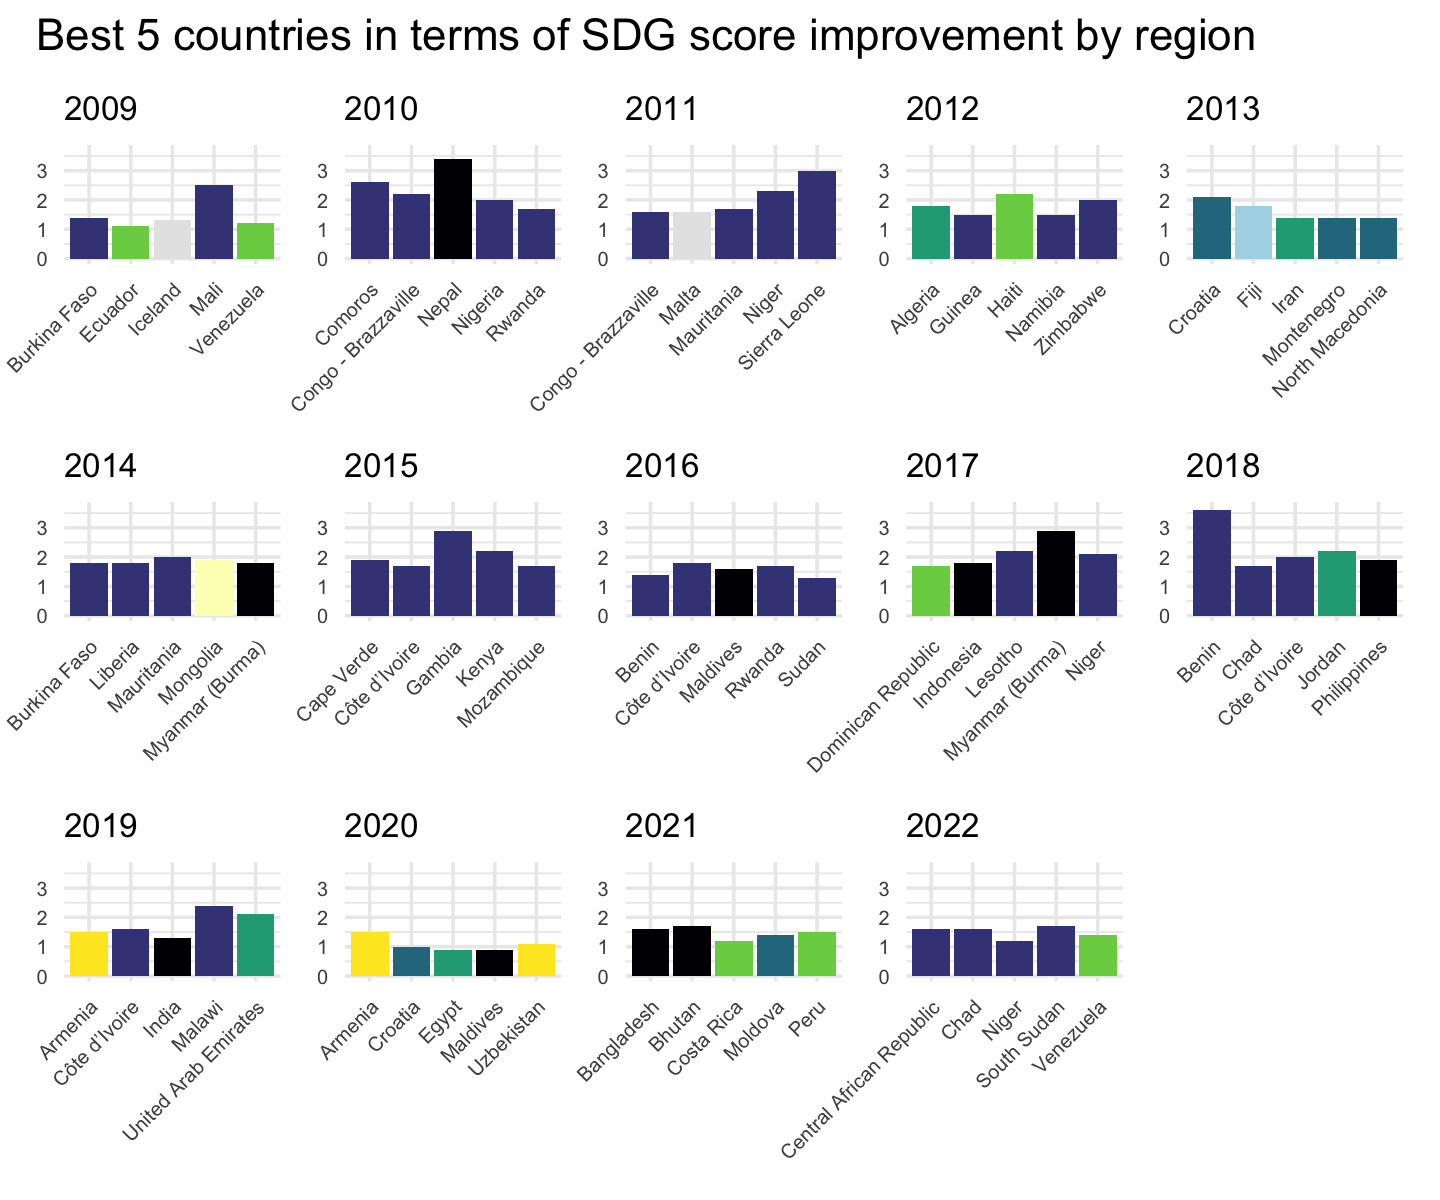 Best 5 countries in terms of SDG score improvement by region
2009
3
2
1
0
Burkina Faso
Ecuador
Iceland
Mali
Venezuela
2010
3
2
1
0
Comoros
Congo - Brazzaville
Nepal
Nigeria
Rwanda
2011
3
2
1
0
Congo - Brazzaville
Malta
Mauritania
Niger
Sierra Leone
2012
3
2
1
0
Algeria
Guinea
Haiti
Namibia
Zimbabwe
2013
3
2
1
0
Croatia
Fiji
Iran
Montenegro
North Macedonia
2014
3
2
1
0
Burkina Faso
Liberia
Mauritania
Mongolia
Myanmar (Burma)
2015
3
2
1
0
Cape Verde
Côte d’Ivoire
Gambia
Kenya
Mozambique
2016
3
2
1
0
Benin
Côte d’Ivoire
Maldives
Rwanda
Sudan
2017
3
2
1
0
Dominican Republic
Indonesia
Lesotho
Myanmar (Burma)
Niger
2018
3
2
1
0
Benin
Chad
Côte d’Ivoire
Jordan
Philippines
2019
3
2
1
0
Armenia
Côte d’Ivoire
India
Malawi
United Arab Emirates
2020
3
2
1
0
Armenia
Croatia
Egypt
Maldives
Uzbekistan
2021
3
2
1
0
Bangladesh
Bhutan
Costa Rica
Moldova
Peru
2022
3
2
1
0
Central African Republic
Chad
Niger
South Sudan
Venezuela